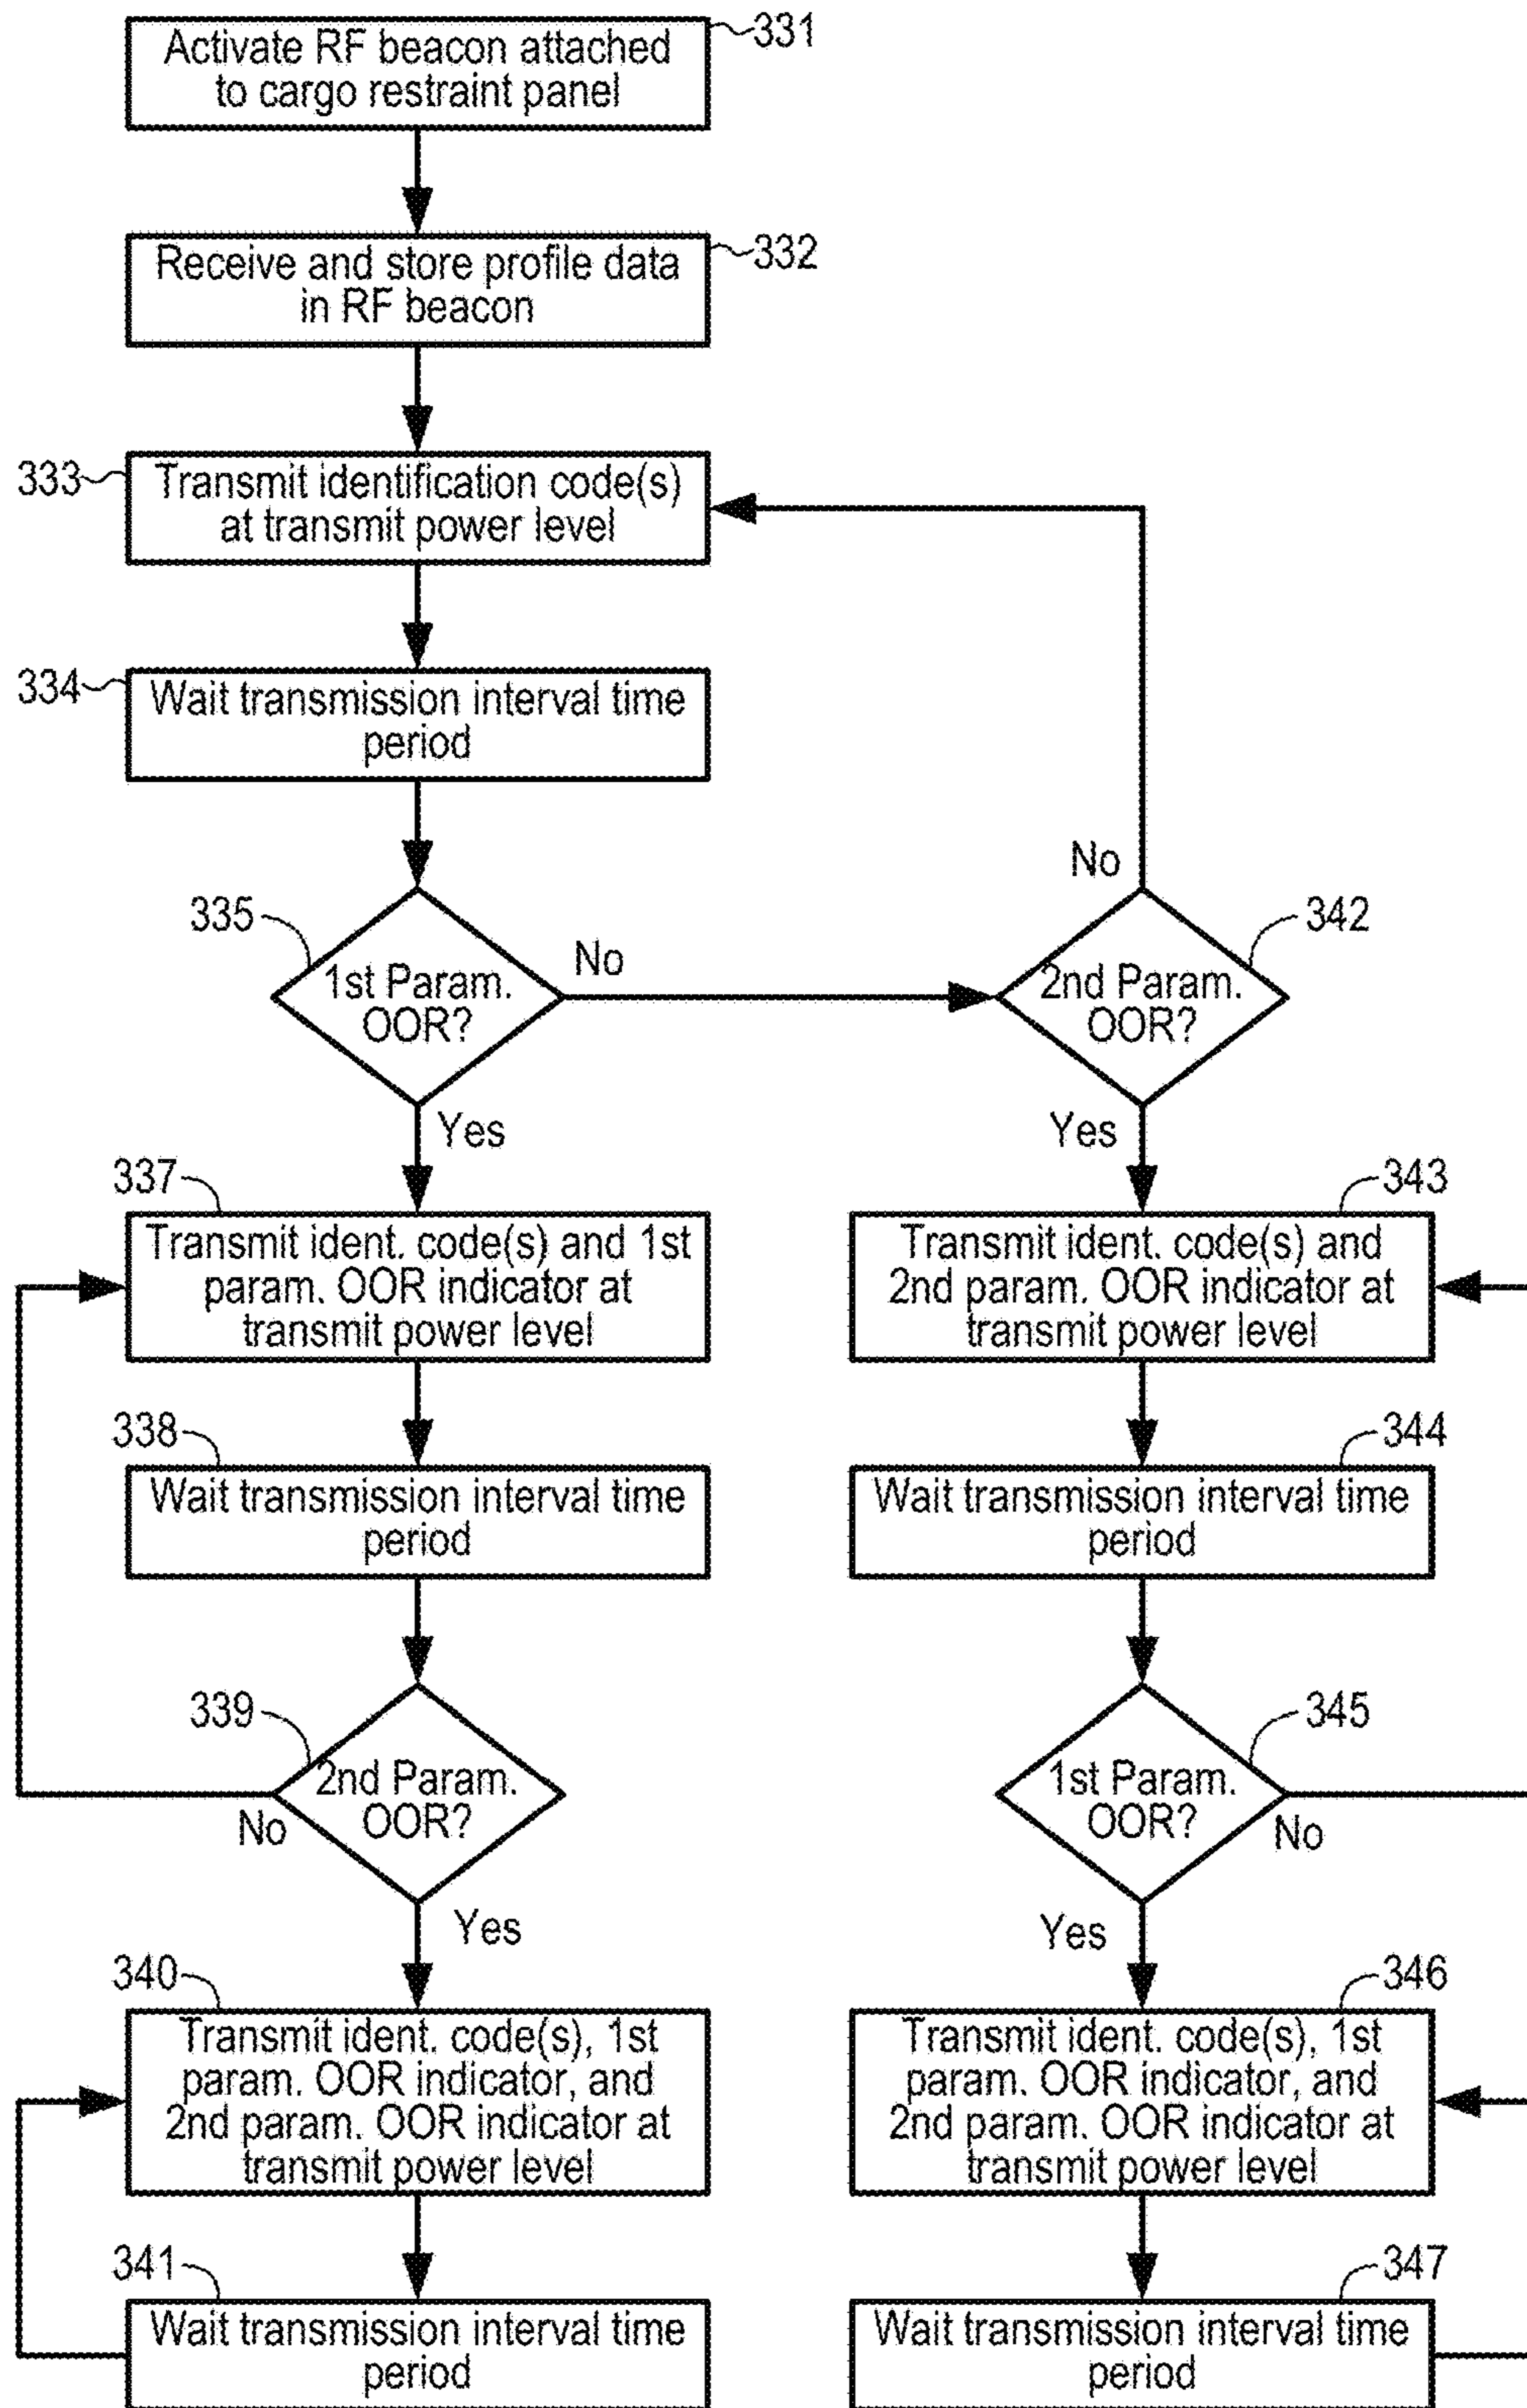 331
Activate RF beacon attached
to cargo restraint panel
332
Receive and store profile data
in RF beacon
333
Transmit identification code(s)
at transmit power level
334
Wait transmission interval time
period
335
1st Param.
OOR?
No
No
342
2nd Param.
OOR?
Yes
Yes
337
Transmit ident. code(s) and 1st
param. OOR indicator at
transmit power level
343
Transmit ident. code(s) and
2nd param. OOR indicator at
transmit power level
338
Wait transmission interval time
period
344
Wait transmission interval time
period
339
2nd Param.
OOR?
No
Yes
345
1st Param.
OOR?
No
Yes
340
Transmit ident. code(s), 1st
param. OOR indicator, and
2nd param. OOR indicator at
transmit power level
346
Transmit ident. code(s), 1st
param. OOR indicator, and
2nd param. OOR indicator at
transmit power level
341
Wait transmission interval time
period
347
Wait transmission interval time
period